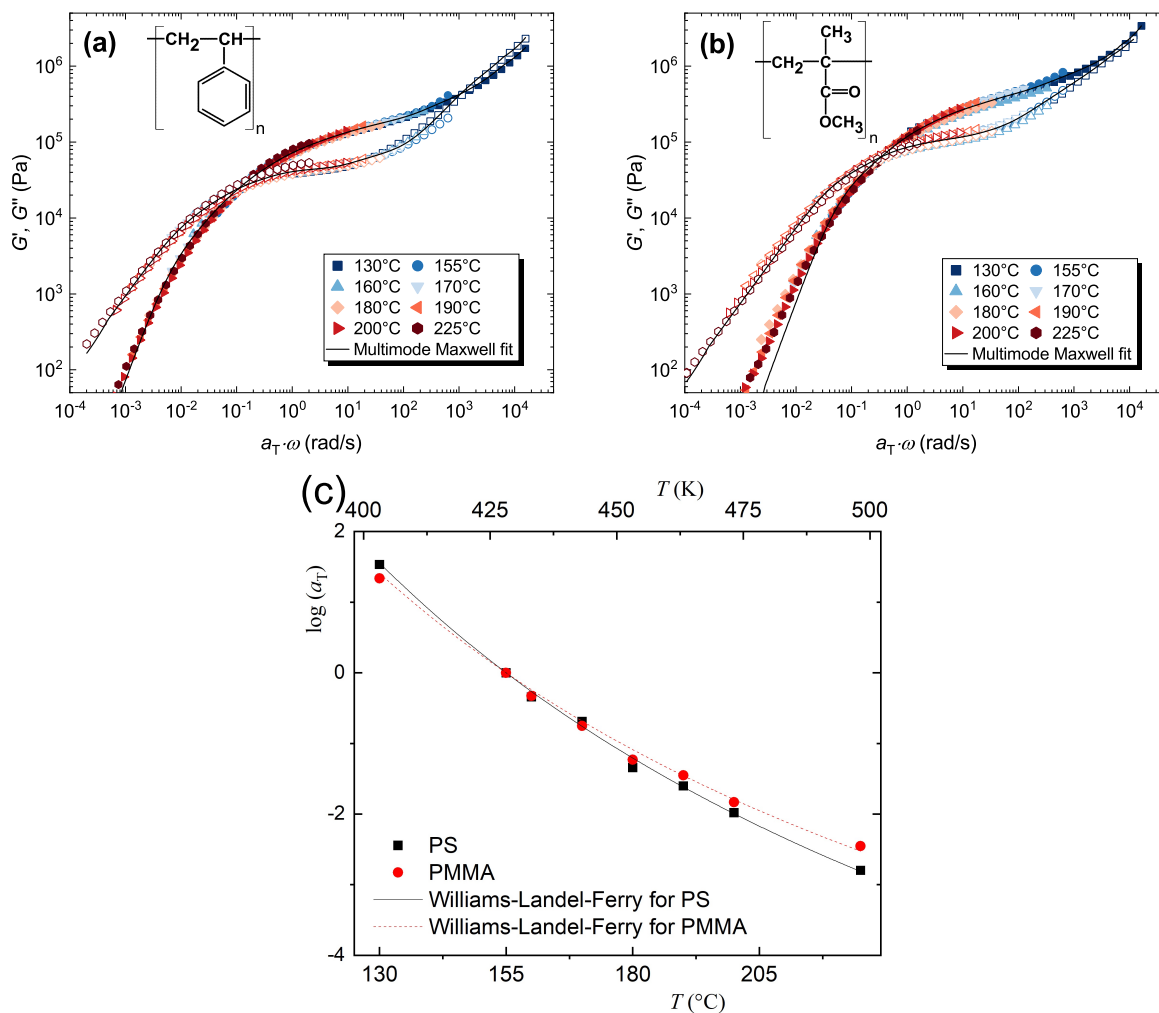 (a)
CH2
CH
n
G', G'' (Pa)
10^6
10^5
10^4
10^3
10^2
130°C 155°C
160°C 170°C
180°C 190°C
200°C 225°C
Multimode Maxwell fit
10^-4 10^-3 10^-2 10^-1 10^0 10^1 10^2 10^3 10^4
a_T·ω (rad/s)
(b)
CH3
CH2 C
C=O
OCH3
n
G', G'' (Pa)
10^6
10^5
10^4
10^3
10^2
130°C 155°C
160°C 170°C
180°C 190°C
200°C 225°C
Multimode Maxwell fit
10^-4 10^-3 10^-2 10^-1 10^0 10^1 10^2 10^3 10^4
a_T·ω (rad/s)
(c)
T (K)
400 425 450 475 500
log (a_T)
2
0
-2
-4
PS
PMMA
Williams-Landel-Ferry for PS
Williams-Landel-Ferry for PMMA
130 155 180 205
T (°C)